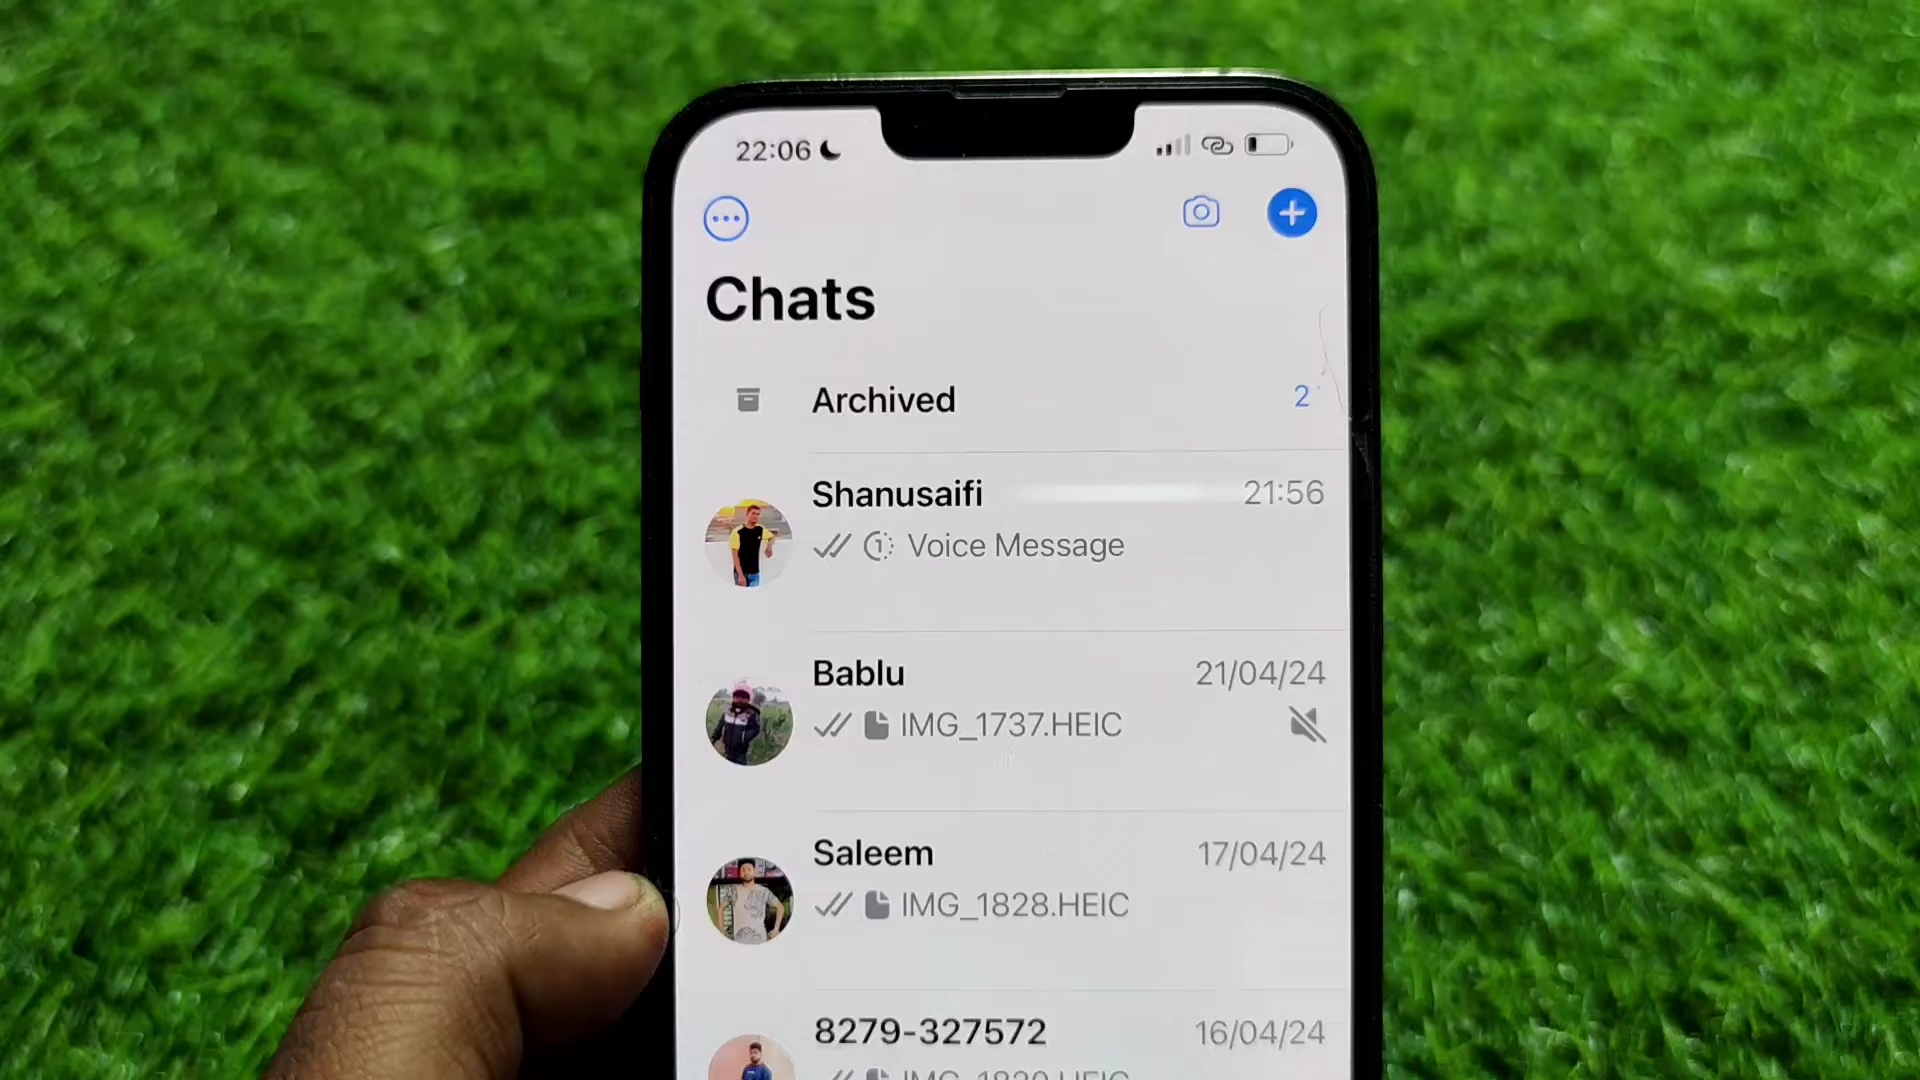 22:06
Chats
Archived 2
Shanusaifi 21:56
Voice Message
Bablu 21/04/24
IMG_1737.HEIC
Saleem 17/04/24
IMG_1828.HEIC
8279-327572 16/04/24